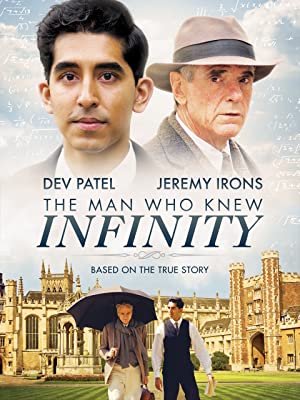 DEV PATEL JEREMY IRONS
THE MAN WHO KNEW
INFINITY
BASED ON THE TRUE STORY